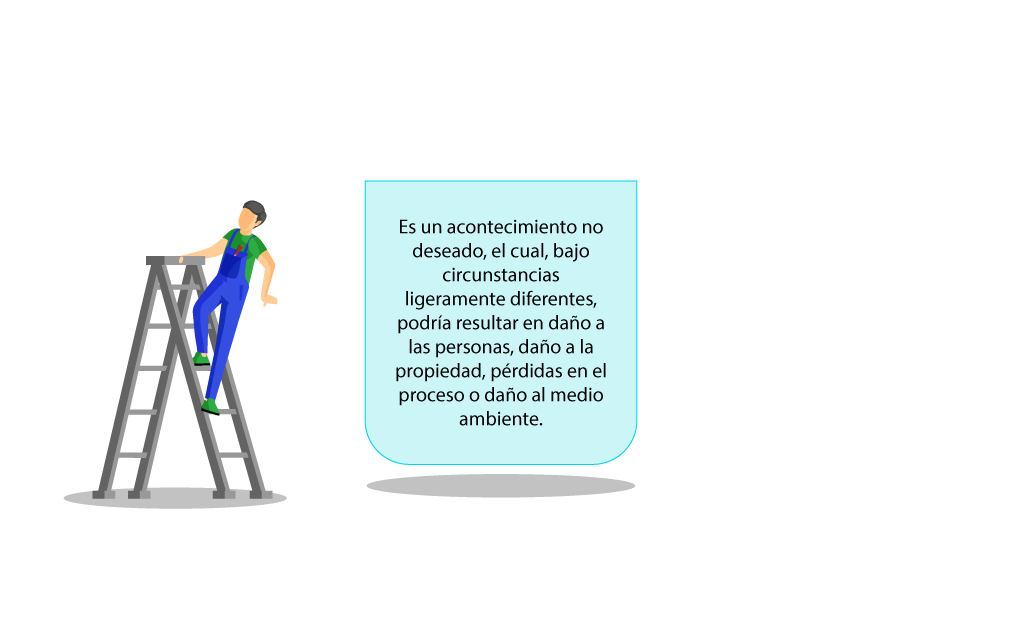 Es un acontecimiento no
deseado, el cual, bajo
circunstancias
ligeramente diferentes,
podría resultar en daño a
las personas, daño a la
propiedad, pérdidas en el
proceso o daño al medio
ambiente.